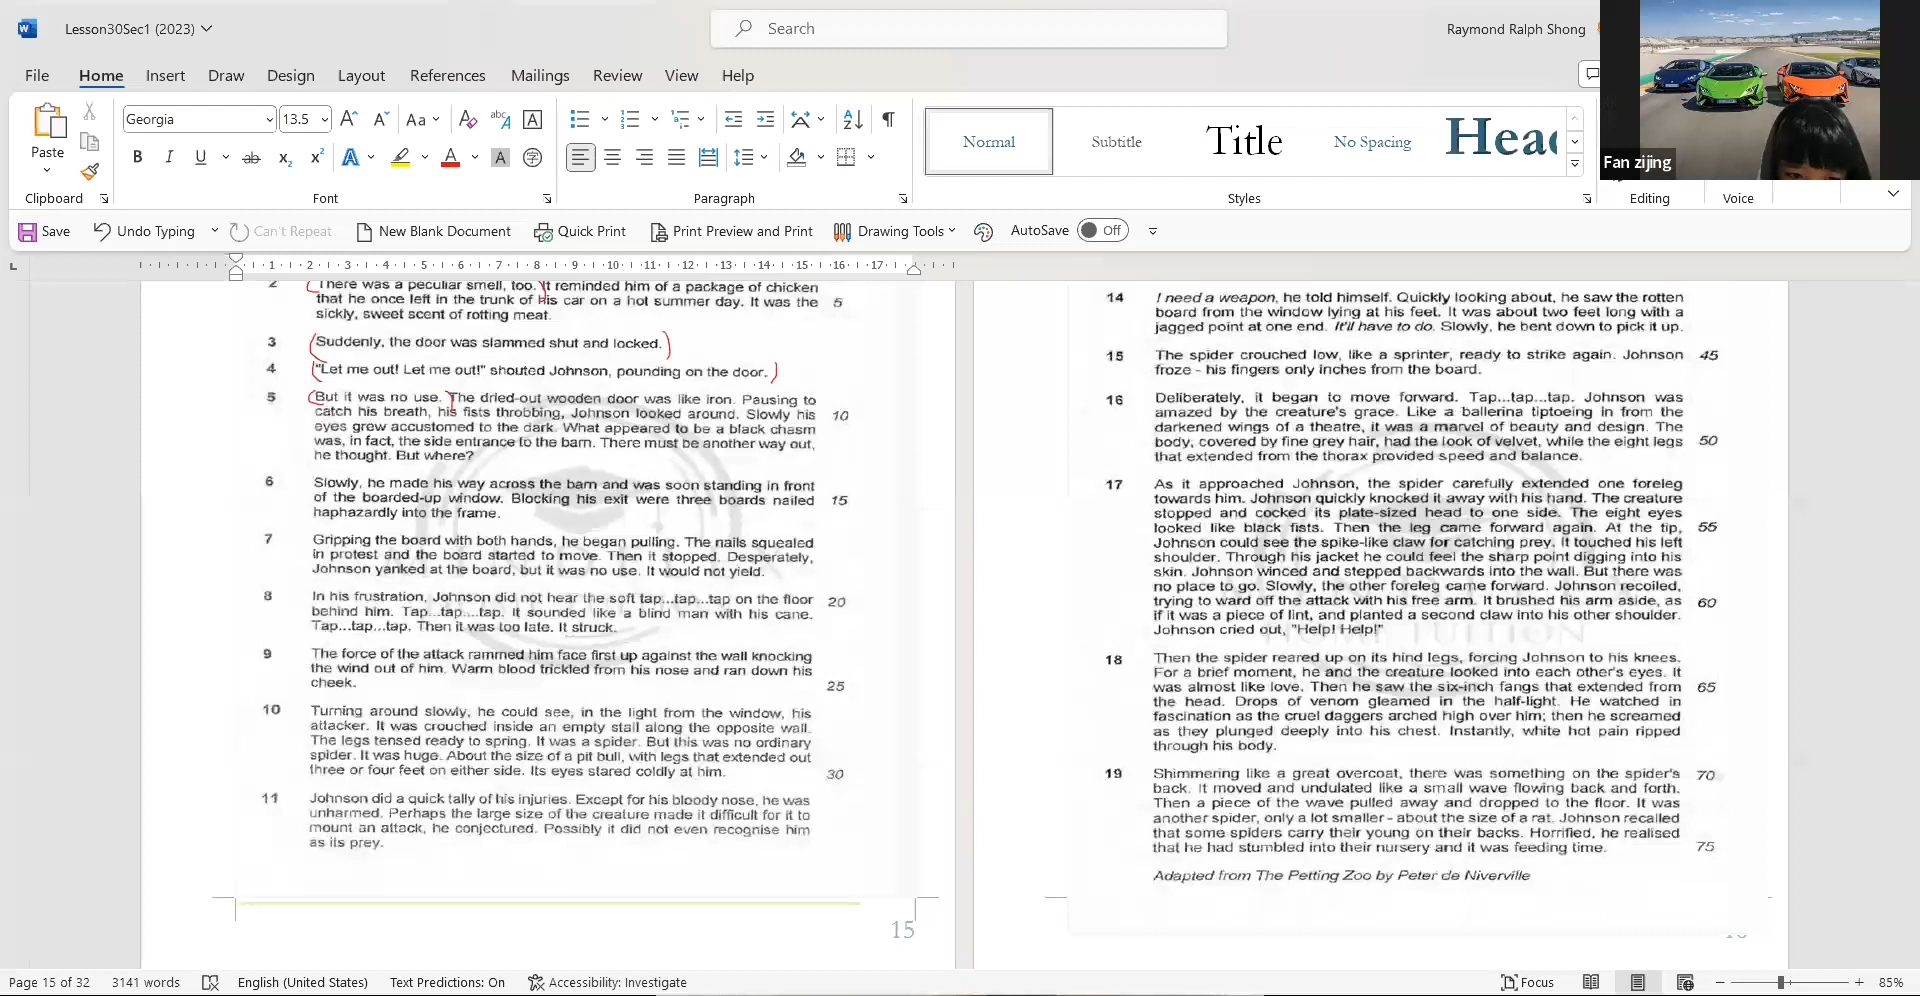 Lesson30Sec1 (2023)
Search
Raymond Ralph Shong
File Home Insert Draw Design Layout References Mailings Review View Help
Paste
Georgia 13.5
Normal Subtitle Title No Spacing
Clipboard Font Paragraph Styles Editing Voice
Fan zijing
Save Undo Typing Can't Repeat New Blank Document Quick Print Print Preview and Print Drawing Tools AutoSave Off
1 2 3 4 5 6 7 8 9 10 11 12 13 14 15 16 17
2 There was a peculiar smell, too. It reminded him of a package of chicken
that he once left in the trunk of his car on a hot summer day. It was the 5
sickly, sweet scent of rotting meat.
3 Suddenly, the door was slammed shut and locked.
4 "Let me out! Let me out!" shouted Johnson, pounding on the door.
5 But it was no use. The dried-out wooden door was like iron. Pausing to
catch his breath, his fists throbbing, Johnson looked around. Slowly his 10
eyes grew accustomed to the dark. What appeared to be a black chasm
was, in fact, the side entrance to the barn. There must be another way out,
he thought. But where?
6 Slowly, he made his way across the barn and was soon standing in front
of the boarded-up window. Blocking his exit were three boards nailed 15
haphazardly into the frame.
7 Gripping the board with both hands, he began pulling. The nails squealed
in protest and the board started to move. Then it stopped. Desperately,
Johnson yanked at the board, but it was no use. It would not yield.
8 In his frustration, Johnson did not hear the soft tap...tap...tap on the floor 20
behind him. Tap...tap....tap. It sounded like a blind man with his cane.
Tap...tap...tap. Then it was too late. It struck.
9 The force of the attack rammed him face first up against the wall knocking
the wind out of him. Warm blood trickled from his nose and ran down his
cheek. 25
10 Turning around slowly, he could see, in the light from the window, his
attacker. It was crouched inside an empty stall along the opposite wall.
The legs tensed ready to spring. It was a spider. But this was no ordinary
spider. It was huge. About the size of a pit bull, with legs that extended out
three or four feet on either side. Its eyes stared coldly at him. 30
11 Johnson did a quick tally of his injuries. Except for his bloody nose, he was
unharmed. Perhaps the large size of the creature made it difficult for it to
mount an attack, he conjectured. Possibly it did not even recognise him
as its prey.
15
14 I need a weapon, he told himself. Quickly looking about, he saw the rotten
board from the window lying at his feet. It was about two feet long with a
jagged point at one end. It'll have to do. Slowly, he bent down to pick it up.
15 The spider crouched low, like a sprinter, ready to strike again. Johnson 45
froze - his fingers only inches from the board.
16 Deliberately, it began to move forward. Tap...tap...tap. Johnson was
amazed by the creature's grace. Like a ballerina tiptoeing in from the
darkened wings of a theatre, it was a marvel of beauty and design. The
body, covered by fine grey hair, had the look of velvet, while the eight legs 50
that extended from the thorax provided speed and balance.
17 As it approached Johnson, the spider carefully extended one foreleg
towards him. Johnson quickly knocked it away with his hand. The creature
stopped and cocked its plate-sized head to one side. The eight eyes
looked like black fists. Then the leg came forward again. At the tip, 55
Johnson could see the spike-like claw for catching prey. It touched his left
shoulder. Through his jacket he could feel the sharp point digging into his
skin. Johnson winced and stepped backwards into the wall. But there was
no place to go. Slowly, the other foreleg came forward. Johnson recoiled,
trying to ward off the attack with his free arm. It brushed his arm aside, as 60
if it was a piece of lint, and planted a second claw into his other shoulder.
Johnson cried out, "Help! Help!"
18 Then the spider reared up on its hind legs, forcing Johnson to his knees.
For a brief moment, he and the creature looked into each other's eyes. It
was almost like love. Then he saw the six-inch fangs that extended from 65
the head. Drops of venom gleamed in the half-light. He watched in
fascination as the cruel daggers arched high over him; then he screamed
as they plunged deeply into his chest. Instantly, white hot pain ripped
through his body.
19 Shimmering like a great overcoat, there was something on the spider's 70
back. It moved and undulated like a small wave flowing back and forth.
Then a piece of the wave pulled away and dropped to the floor. It was
another spider, only a lot smaller - about the size of a rat. Johnson recalled
that some spiders carry their young on their backs. Horrified, he realised
that he had stumbled into their nursery and it was feeding time. 75
Adapted from The Petting Zoo by Peter de Niverville
Page 15 of 32 3141 words English (United States) Text Predictions: On Accessibility: Investigate Focus 85%